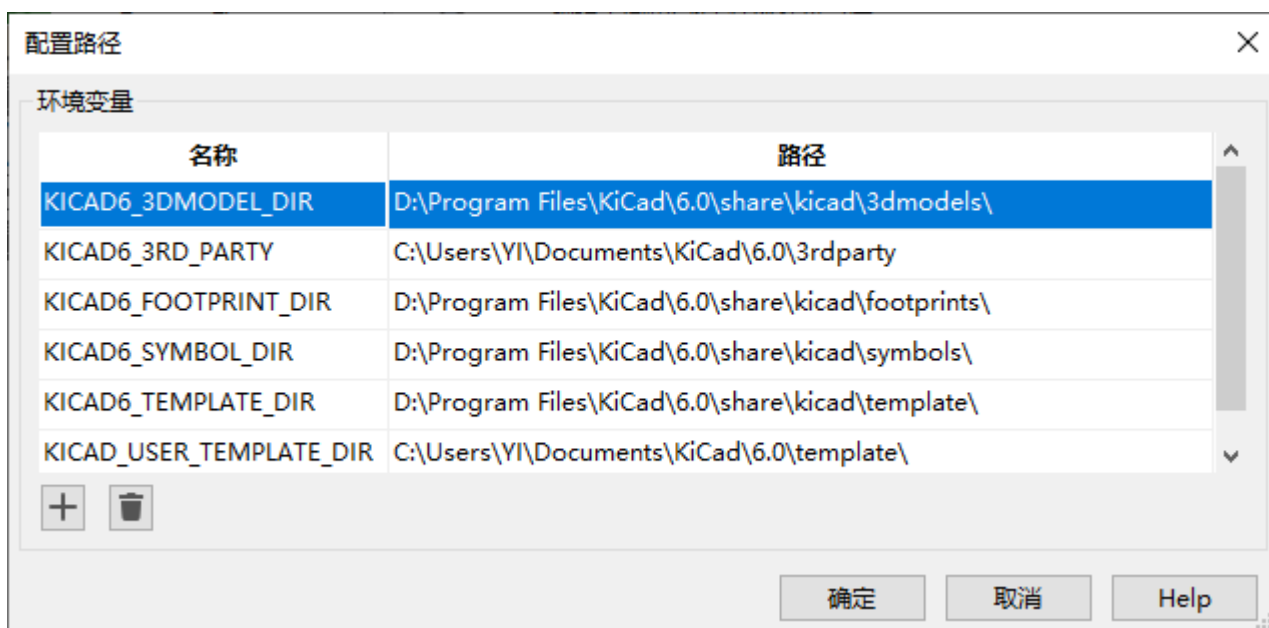 配置路径
环境变量
名称 路径
KICAD6_3DMODEL_DIR D:\Program Files\KiCad\6.0\share\kicad\3dmodels\
KICAD6_3RD_PARTY C:\Users\YI\Documents\KiCad\6.0\3rdparty
KICAD6_FOOTPRINT_DIR D:\Program Files\KiCad\6.0\share\kicad\footprints\
KICAD6_SYMBOL_DIR D:\Program Files\KiCad\6.0\share\kicad\symbols\
KICAD6_TEMPLATE_DIR D:\Program Files\KiCad\6.0\share\kicad\template\
KICAD_USER_TEMPLATE_DIR C:\Users\YI\Documents\KiCad\6.0\template\
确定 取消 Help